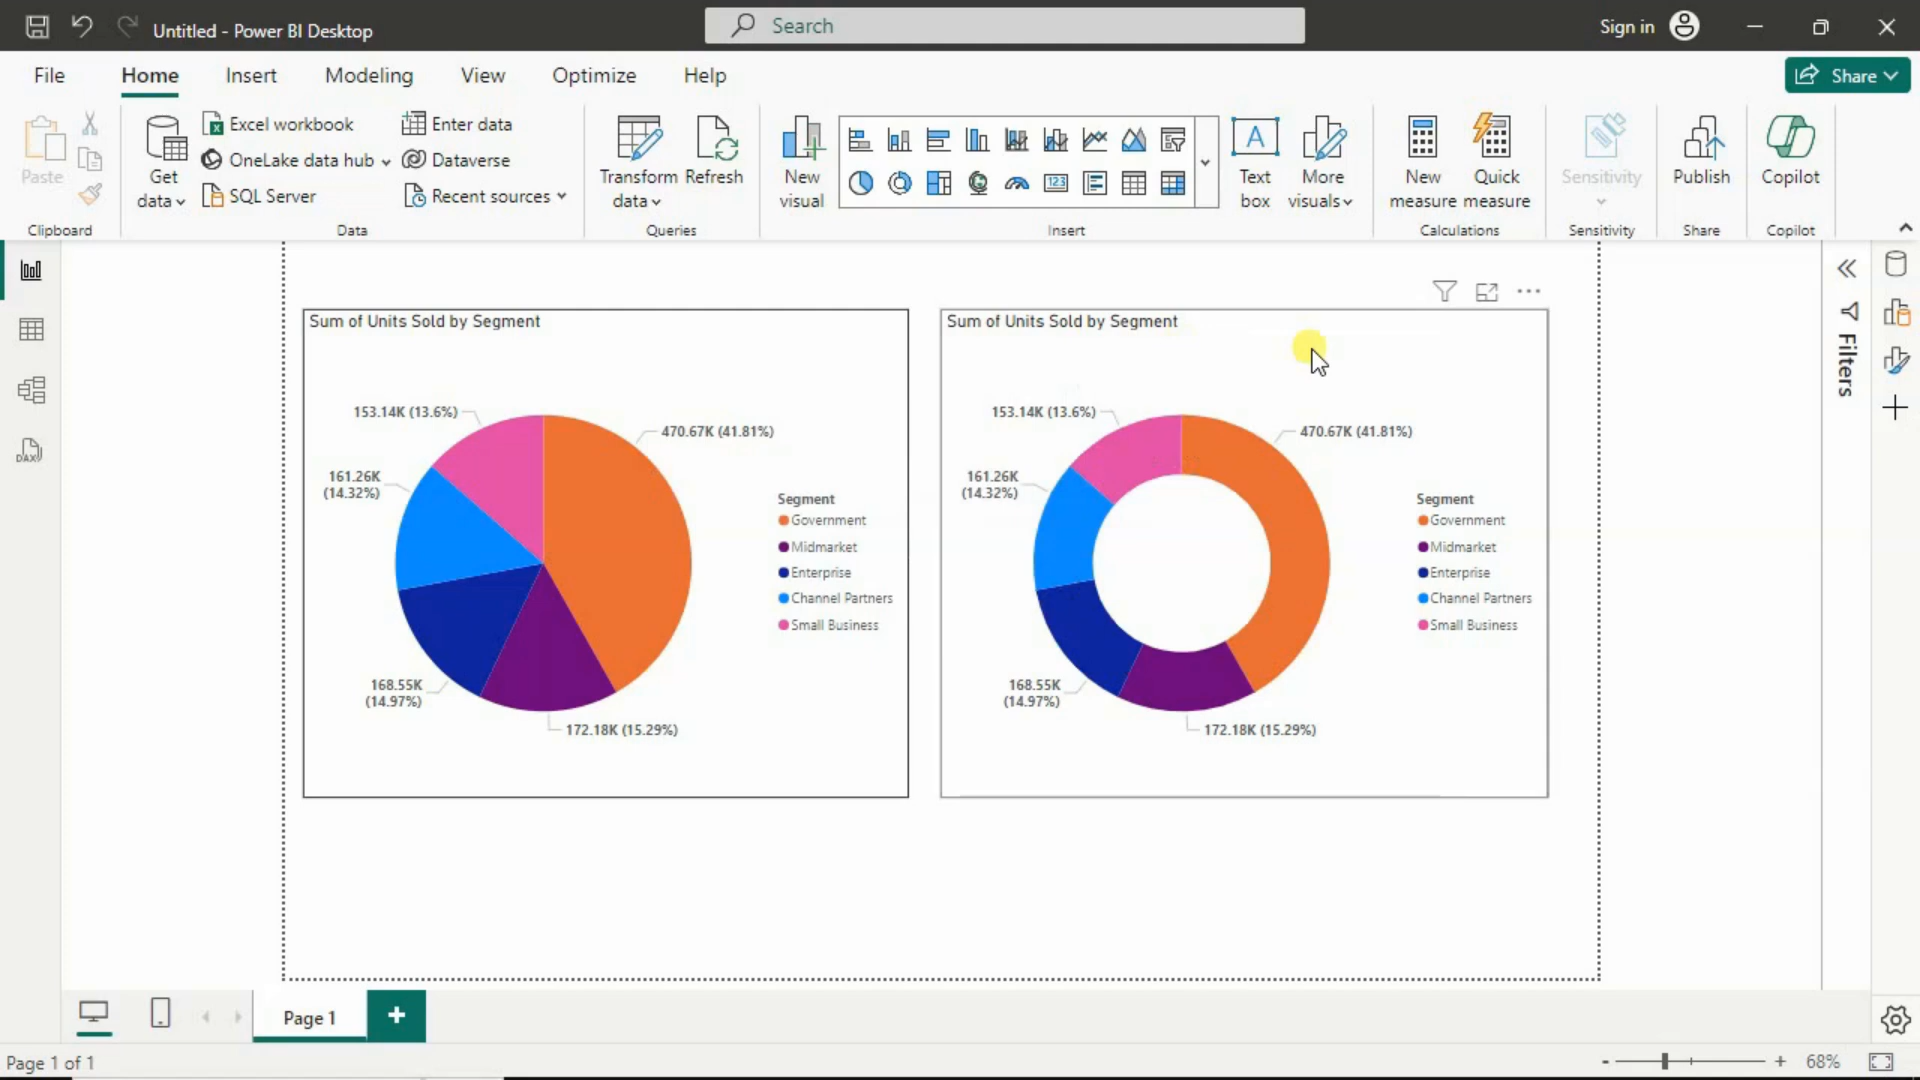 Untitled - Power BI Desktop
Search
Sign in
File
Home
Insert
Modeling
View
Optimize
Help
Share
Paste
Clipboard
Get
data
Excel workbook
OneLake data hub
SQL Server
Enter data
Dataverse
Recent sources
Data
Transform
data
Refresh
Queries
New
visual
123
A
Text
box
More
visuals
Insert
New
measure
Quick
measure
Calculations
Sensitivity
Sensitivity
Publish
Share
Copilot
Copilot
DAX
Sum of Units Sold by Segment
153.14K (13.6%)
470.67K (41.81%)
161.26K
(14.32%)
168.55K
(14.97%)
172.18K (15.29%)
Segment
Government
Midmarket
Enterprise
Channel Partners
Small Business
Sum of Units Sold by Segment
153.14K (13.6%)
470.67K (41.81%)
161.26K
(14.32%)
168.55K
(14.97%)
172.18K (15.29%)
Segment
Government
Midmarket
Enterprise
Channel Partners
Small Business
Filters
Page 1
+
Page 1 of 1
- + 68%